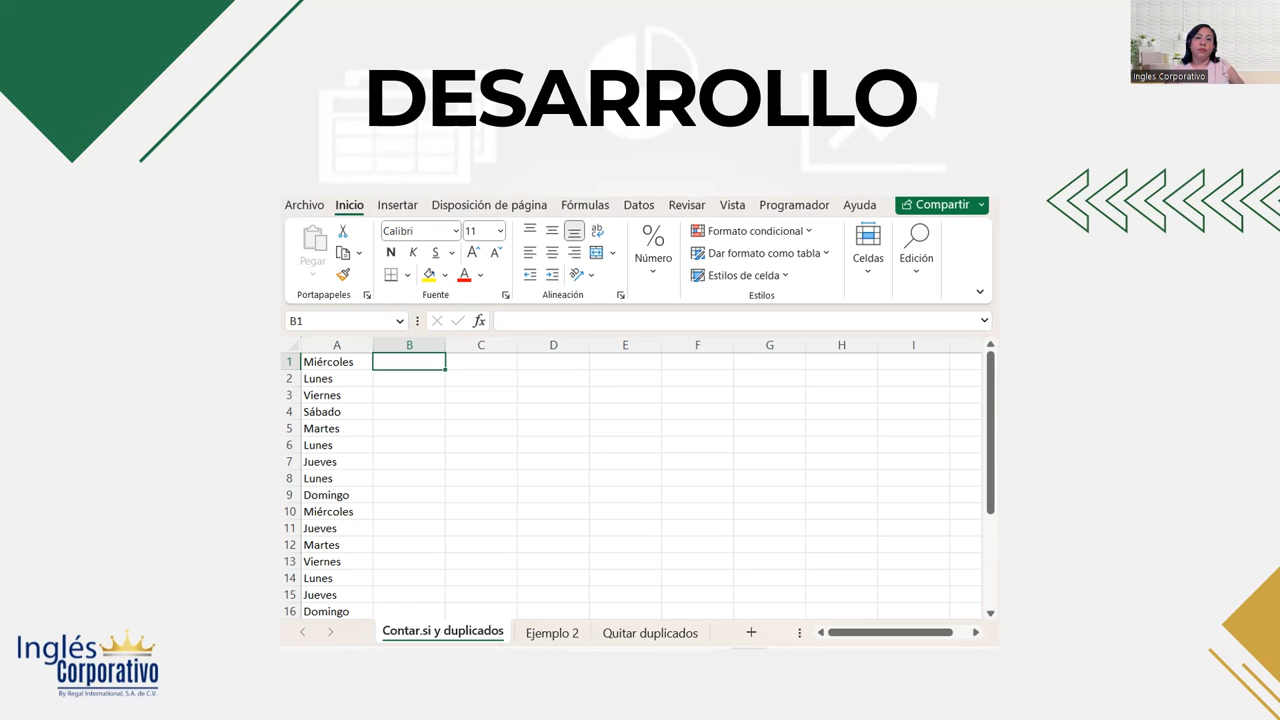 DESARROLLO
Ingles Corporativo
Archivo Inicio Insertar Disposición de página Fórmulas Datos Revisar Vista Programador Ayuda Compartir
Pegar
Portapapeles
Calibri 11
N K S
Fuente
Alineación
Número
Formato condicional
Dar formato como tabla
Estilos de celda
Estilos
Celdas
Edición
B1 fx
A B C D E F G H I
1 Miércoles
2 Lunes
3 Viernes
4 Sábado
5 Martes
6 Lunes
7 Jueves
8 Lunes
9 Domingo
10 Miércoles
11 Jueves
12 Martes
13 Viernes
14 Lunes
15 Jueves
16 Domingo
Contar.si y duplicados Ejemplo 2 Quitar duplicados
Inglés
Corporativo
By Regal International, S.A. de C.V.